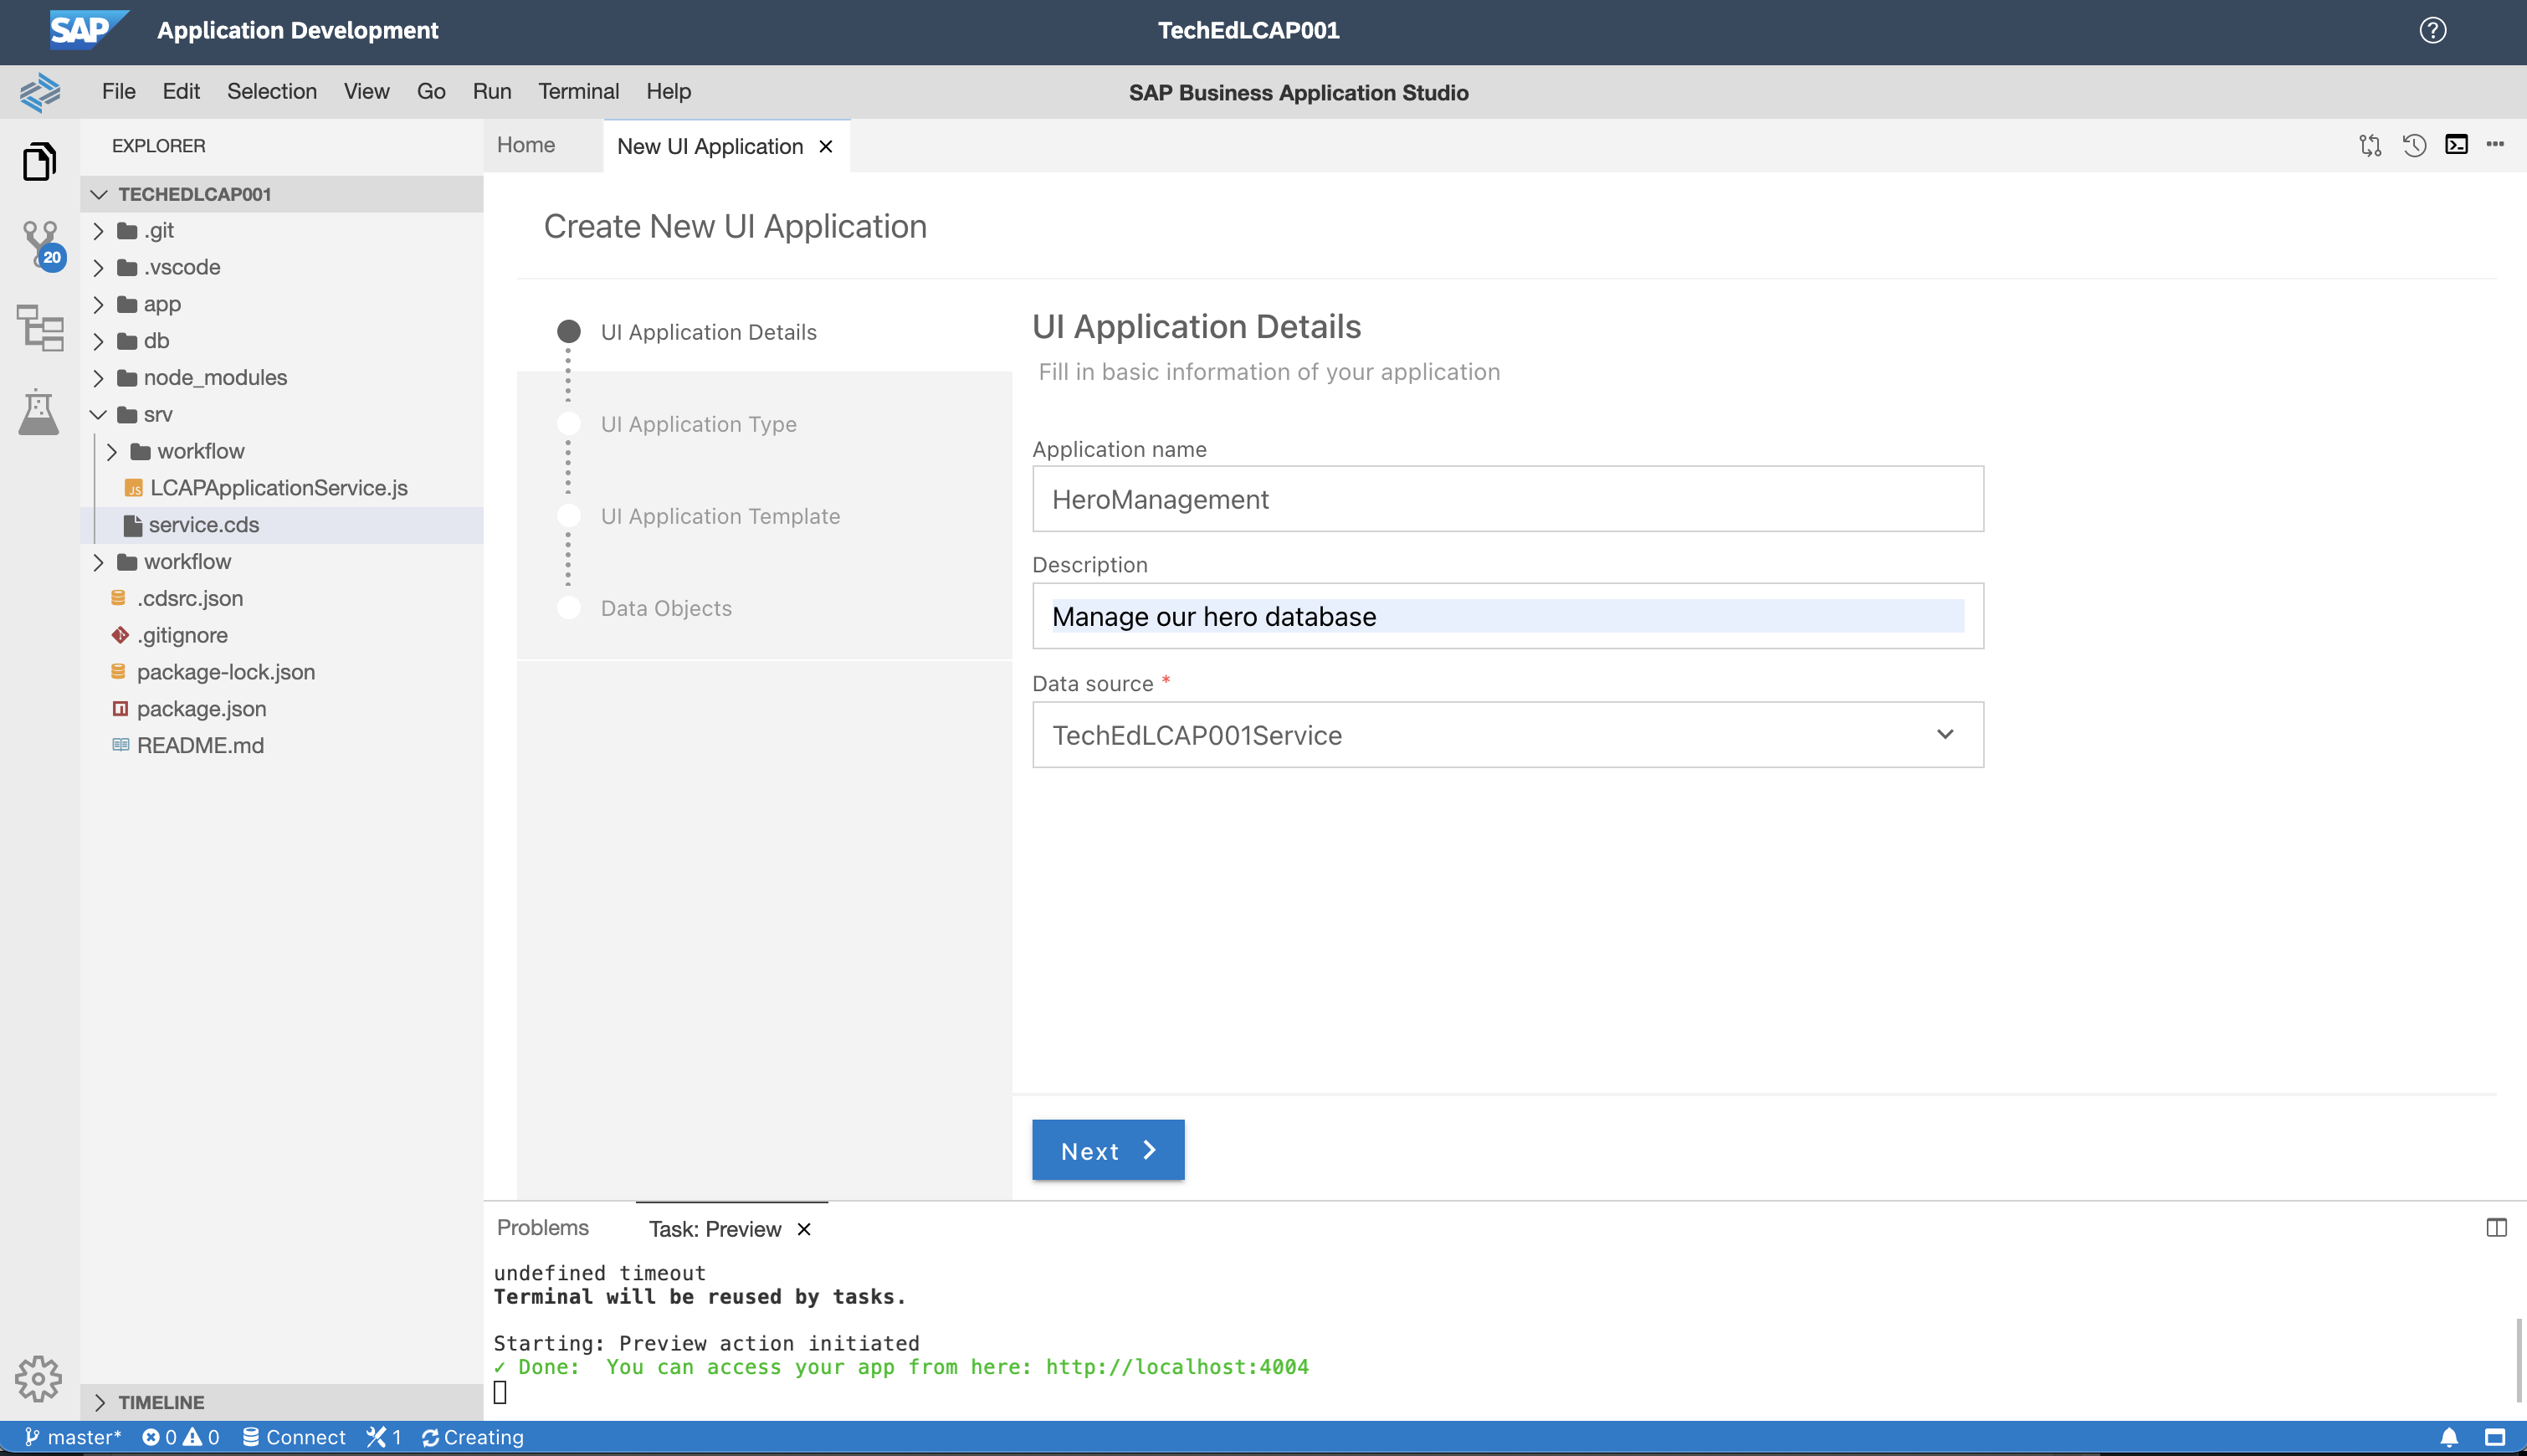 SAP Application Development TechEdLCAP001 ?
File Edit Selection View Go Run Terminal Help SAP Business Application Studio
EXPLORER
TECHEDLCAP001
.git
.vscode
app
db
node_modules
srv
workflow
JS LCAPApplicationService.js
service.cds
workflow
.cdsrc.json
.gitignore
package-lock.json
package.json
README.md
TIMELINE
20
Home New UI Application
Create New UI Application
UI Application Details
UI Application Type
UI Application Template
Data Objects
UI Application Details
Fill in basic information of your application
Application name
HeroManagement
Description
Manage our hero database
Data source *
TechEdLCAP001Service
Next
Problems Task: Preview
undefined timeout
Terminal will be reused by tasks.
Starting: Preview action initiated
✓ Done: You can access your app from here: http://localhost:4004
master* 0 0 Connect 1 Creating